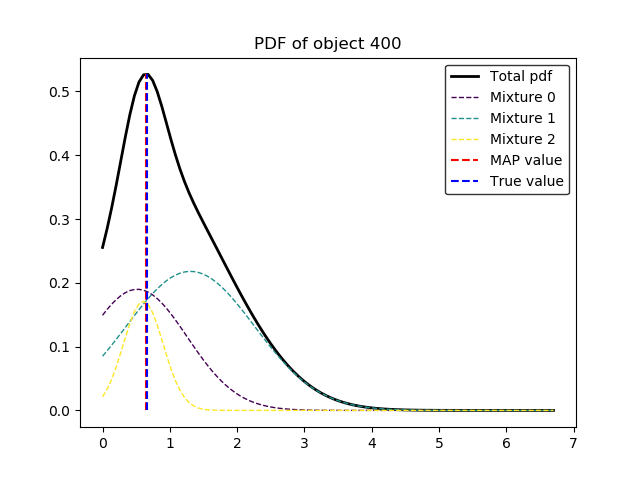 PDF of object 400
Total pdf
Mixture 0
Mixture 1
Mixture 2
MAP value
True value
0.5
0.4
0.3
0.2
0.1
0.0
0 1 2 3 4 5 6 7